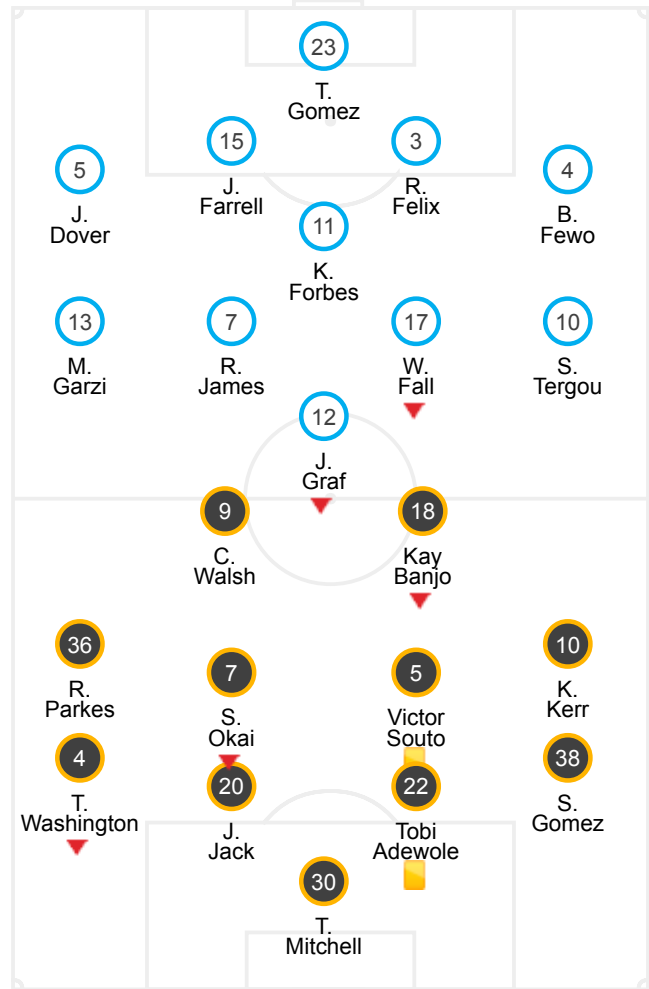 23
T.
Gomez
15
J.
Farrell
3
R.
Felix
5
J.
Dover
4
B.
Fewo
11
K.
Forbes
13
M.
Garzi
7
R.
James
17
W.
Fall
10
S.
Tergou
12
J.
Graf
9
C.
Walsh
18
Kay
Banjo
36
R.
Parkes
7
S.
Okai
5
Victor
Souto
10
K.
Kerr
4
T.
Washington
20
J.
Jack
22
Tobi
Adewole
38
S.
Gomez
30
T.
Mitchell